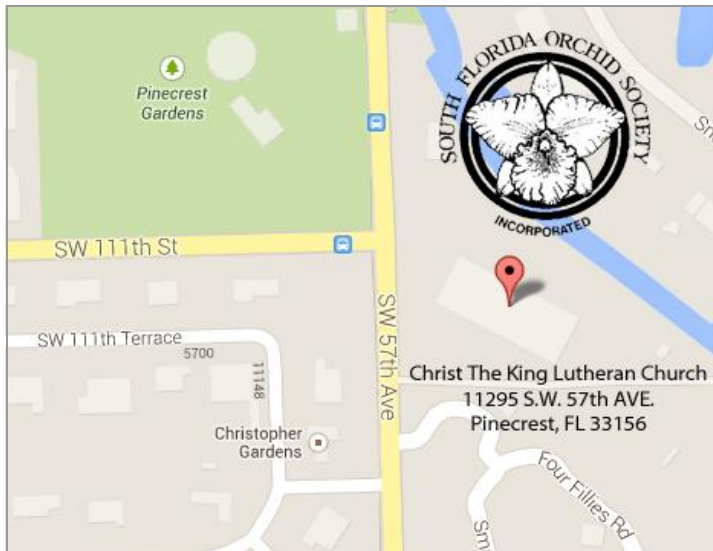 Pinecrest
Gardens
SOUTH FLORIDA ORCHID SOCIETY
INCORPORATED
SW 111th St
SW 57th Ave
SW 111th Terrace
5700
11148
Christopher
Gardens
Christ The King Lutheran Church
11295 S.W. 57th AVE.
Pinecrest, FL 33156
Four Fillies Rd